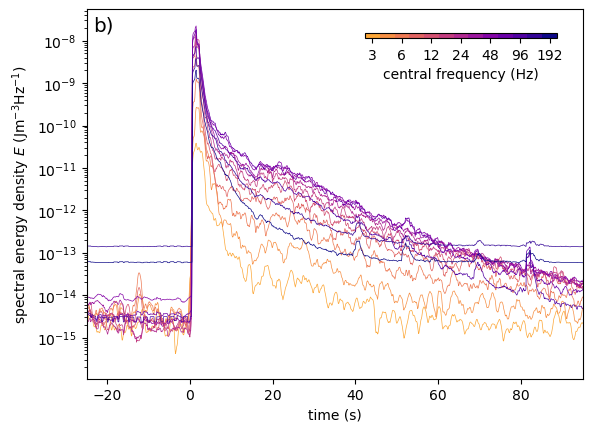 b)
3 6 12 24 48 96 192
central frequency (Hz)
spectral energy density E (Jm⁻³Hz⁻¹)
10⁻⁸
10⁻⁹
10⁻¹⁰
10⁻¹¹
10⁻¹²
10⁻¹³
10⁻¹⁴
10⁻¹⁵
−20 0 20 40 60 80
time (s)